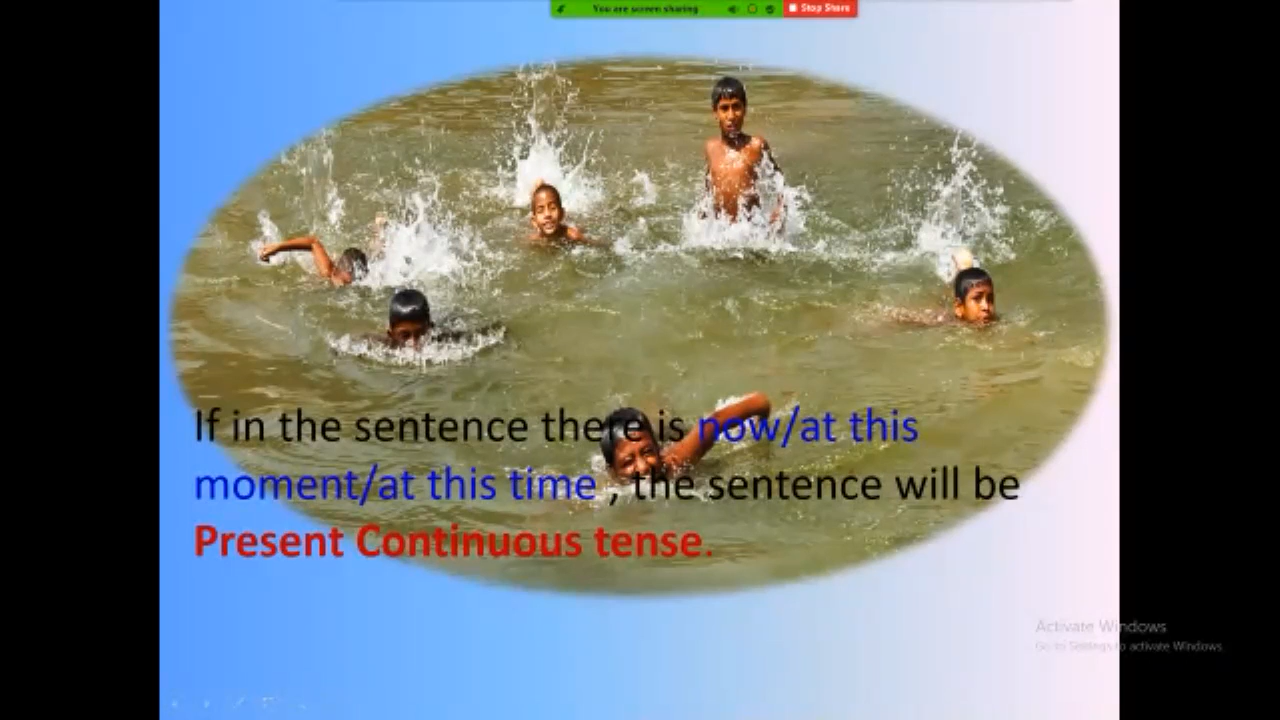 You are screen sharing
Stop Share
If in the sentence there is now/at this
moment/at this time , the sentence will be
Present Continuous tense.
Activate Windows
Go to Settings to activate Windows.